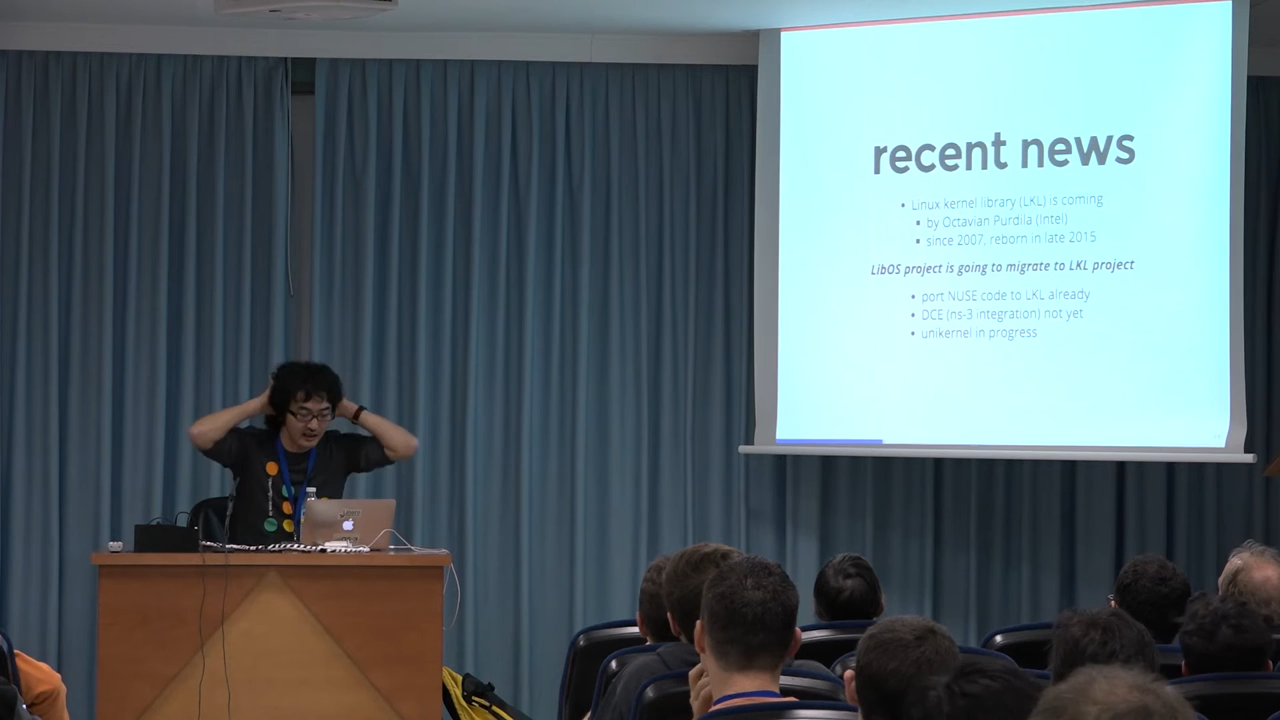 recent news
• Linux kernel library (LKL) is coming
▪ by Octavian Purdila (Intel)
▪ since 2007, reborn in late 2015
LibOS project is going to migrate to LKL project
• port NUSE code to LKL already
• DCE (ns-3 integration) not yet
• unikernel in progress